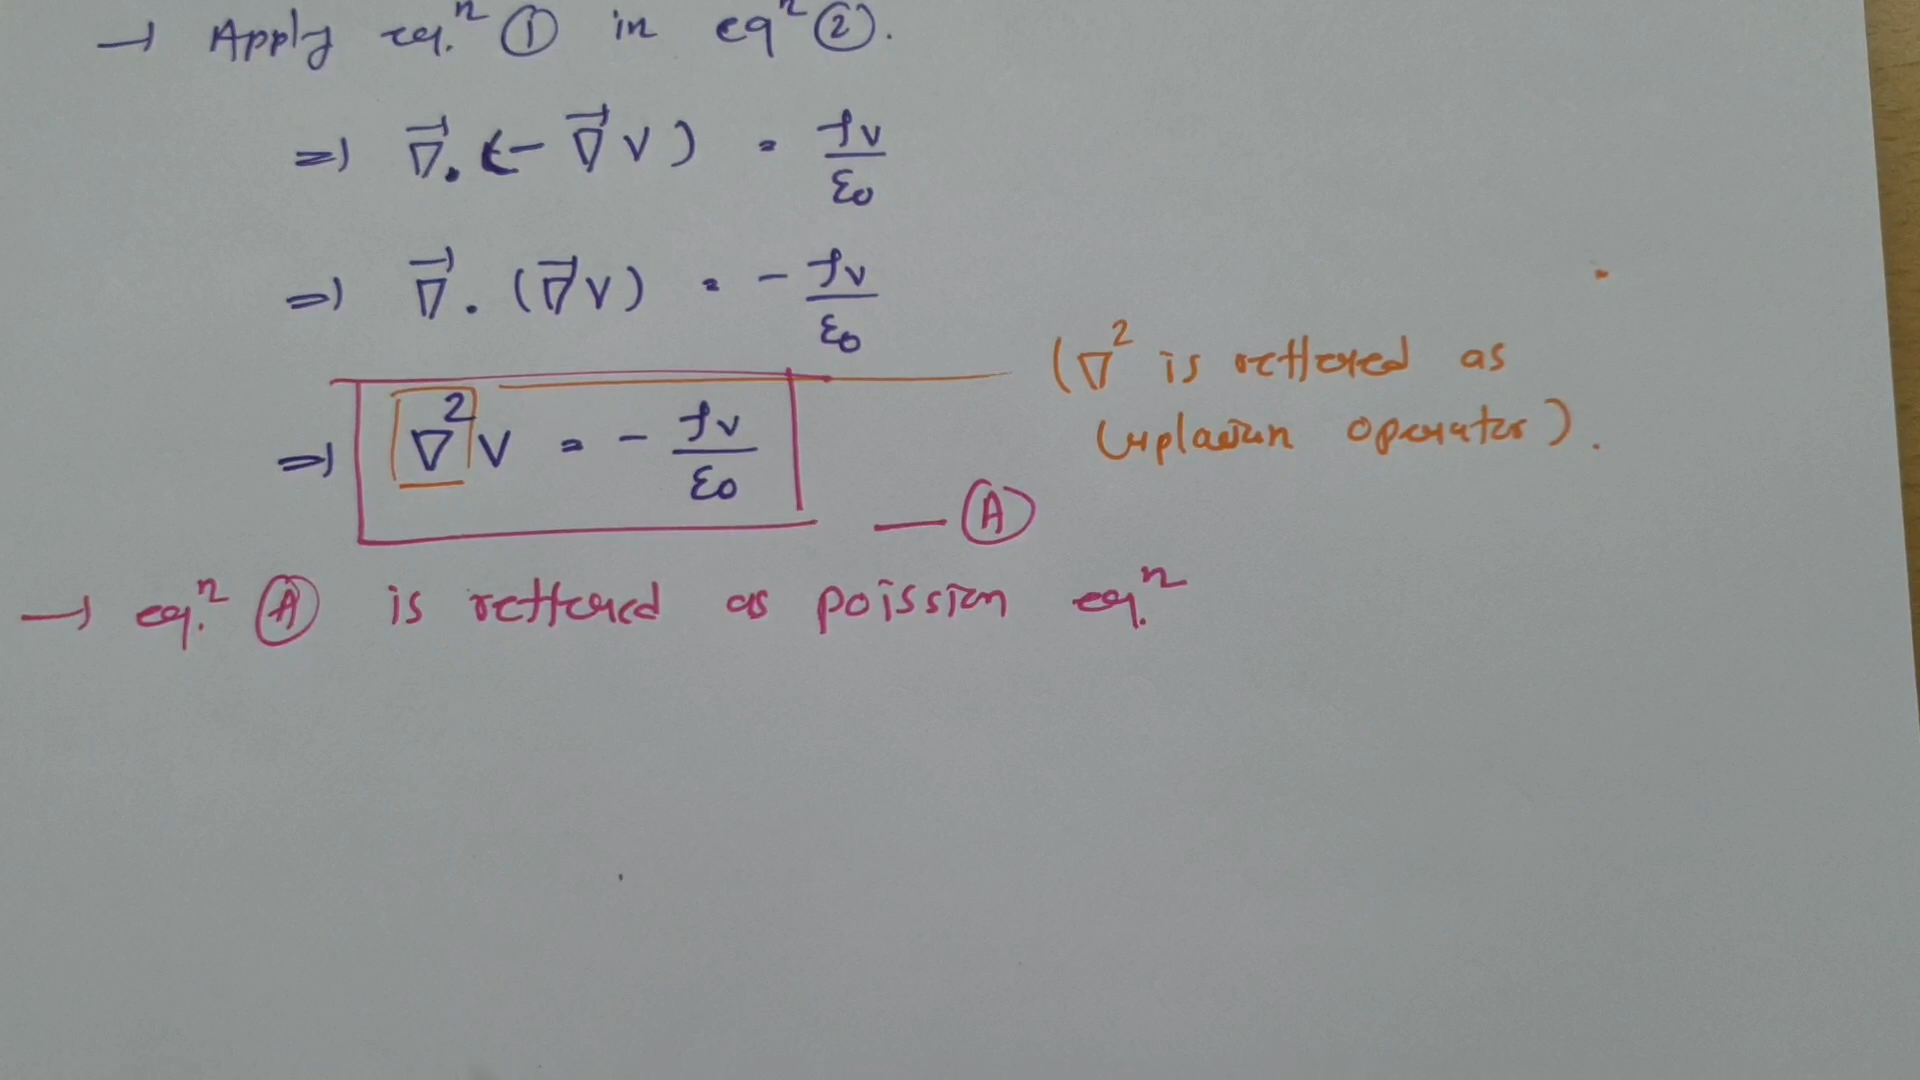 → Apply eq.ⁿ ① in eqⁿ ②.
⇒ ∇⃗.(- ∇⃗V) = ρv/ε0
⇒ ∇⃗.(∇⃗V) = - ρv/ε0
⇒ ∇²V = - ρv/ε0 — Ⓐ
(∇² is reffered as
Laplacian operator).
→ eq.ⁿ Ⓐ is reffered as poission eq.ⁿ